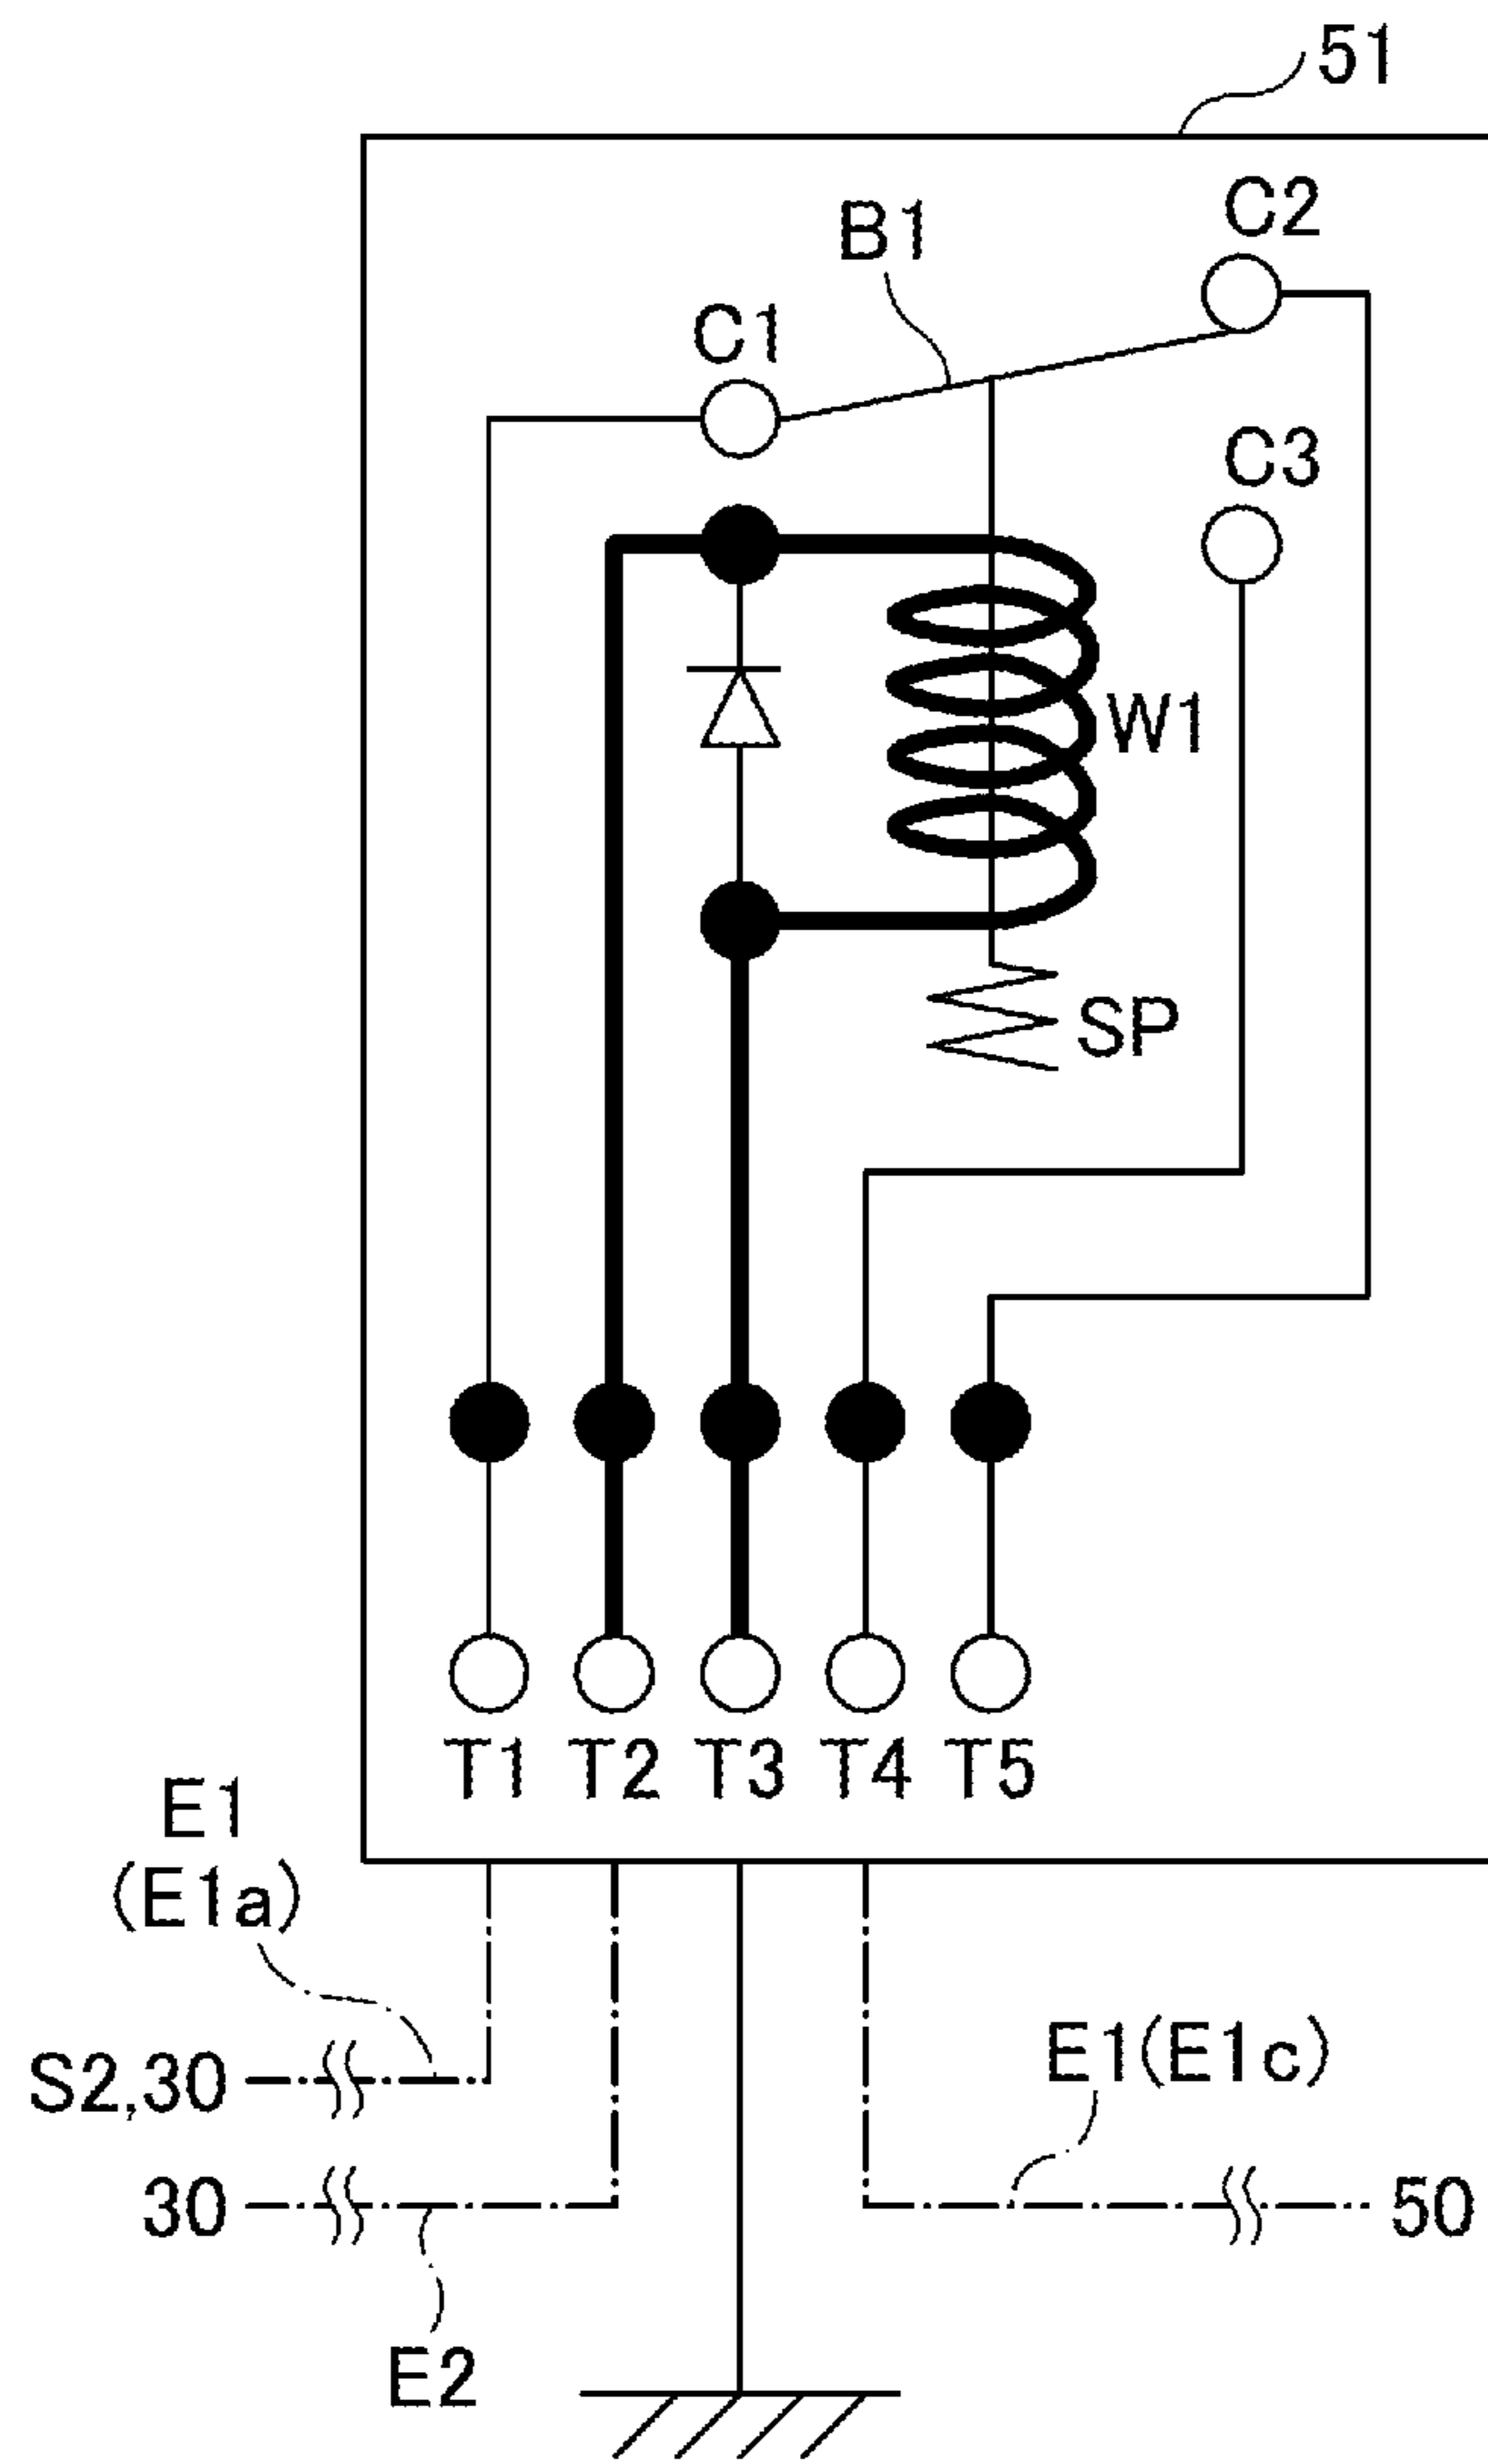 51
C2
B1
C1
C3
W1
SP
T1 T2 T3 T4 T5
E1
(E1a)
E1(E1c)
S2,30
30
50
E2